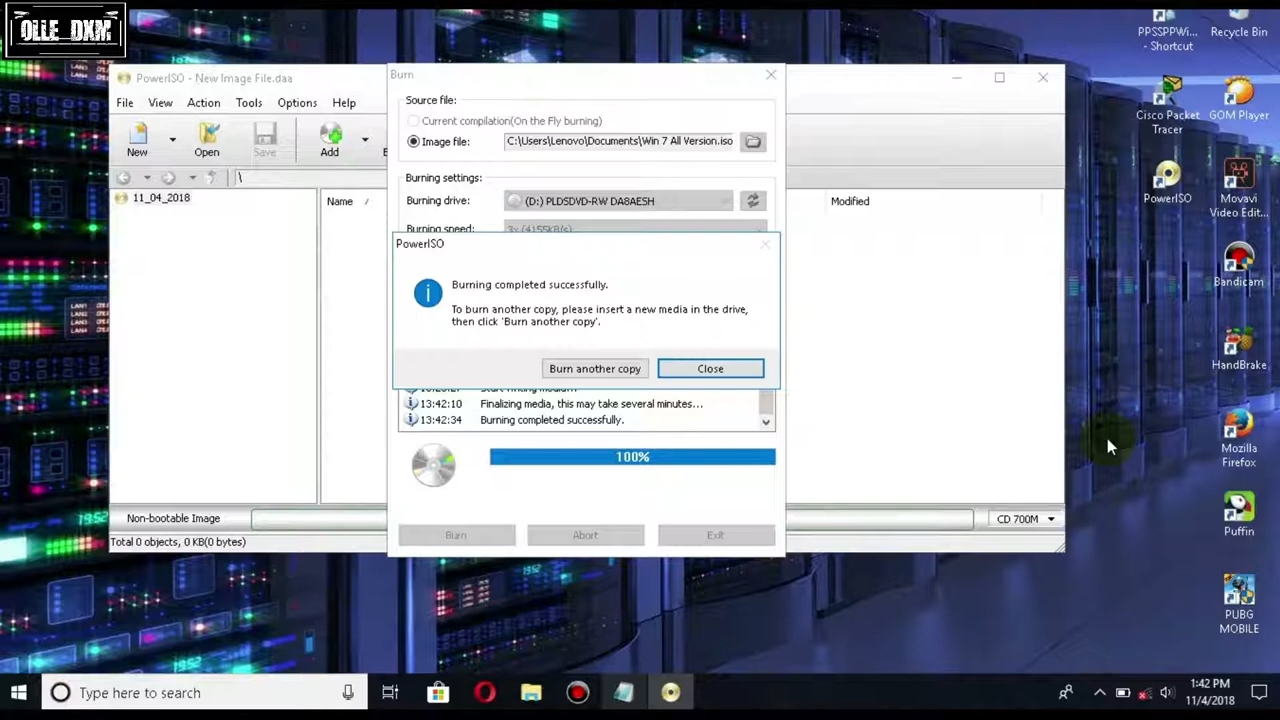 OLLE_DXM
PPSSPPWi...
- Shortcut
Recycle Bin
PowerISO - New Image File.daa
Burn
File View Action Tools Options Help
Source file:
Current compilation(On the Fly burning)
Image file: C:\Users\Lenovo\Documents\Win 7 All Version.iso
New Open Save Add
\
Burning settings:
Burning drive: (D:) PLDSDVD-RW DA8AESH
Burning speed: 3x (4155KB/s)
11_04_2018
Name
Modified
PowerISO
Burning completed successfully.
To burn another copy, please insert a new media in the drive,
then click 'Burn another copy'.
Burn another copy Close
13:42:10 Finalizing media, this may take several minutes...
13:42:34 Burning completed successfully.
100%
Burn Abort Exit
Non-bootable Image
CD 700M
Total 0 objects, 0 KB(0 bytes)
Cisco Packet
Tracer
GOM Player
PowerISO
Movavi
Video Edit...
Bandicam
HandBrake
Mozilla
Firefox
Puffin
PUBG
MOBILE
Type here to search
1:42 PM
11/4/2018